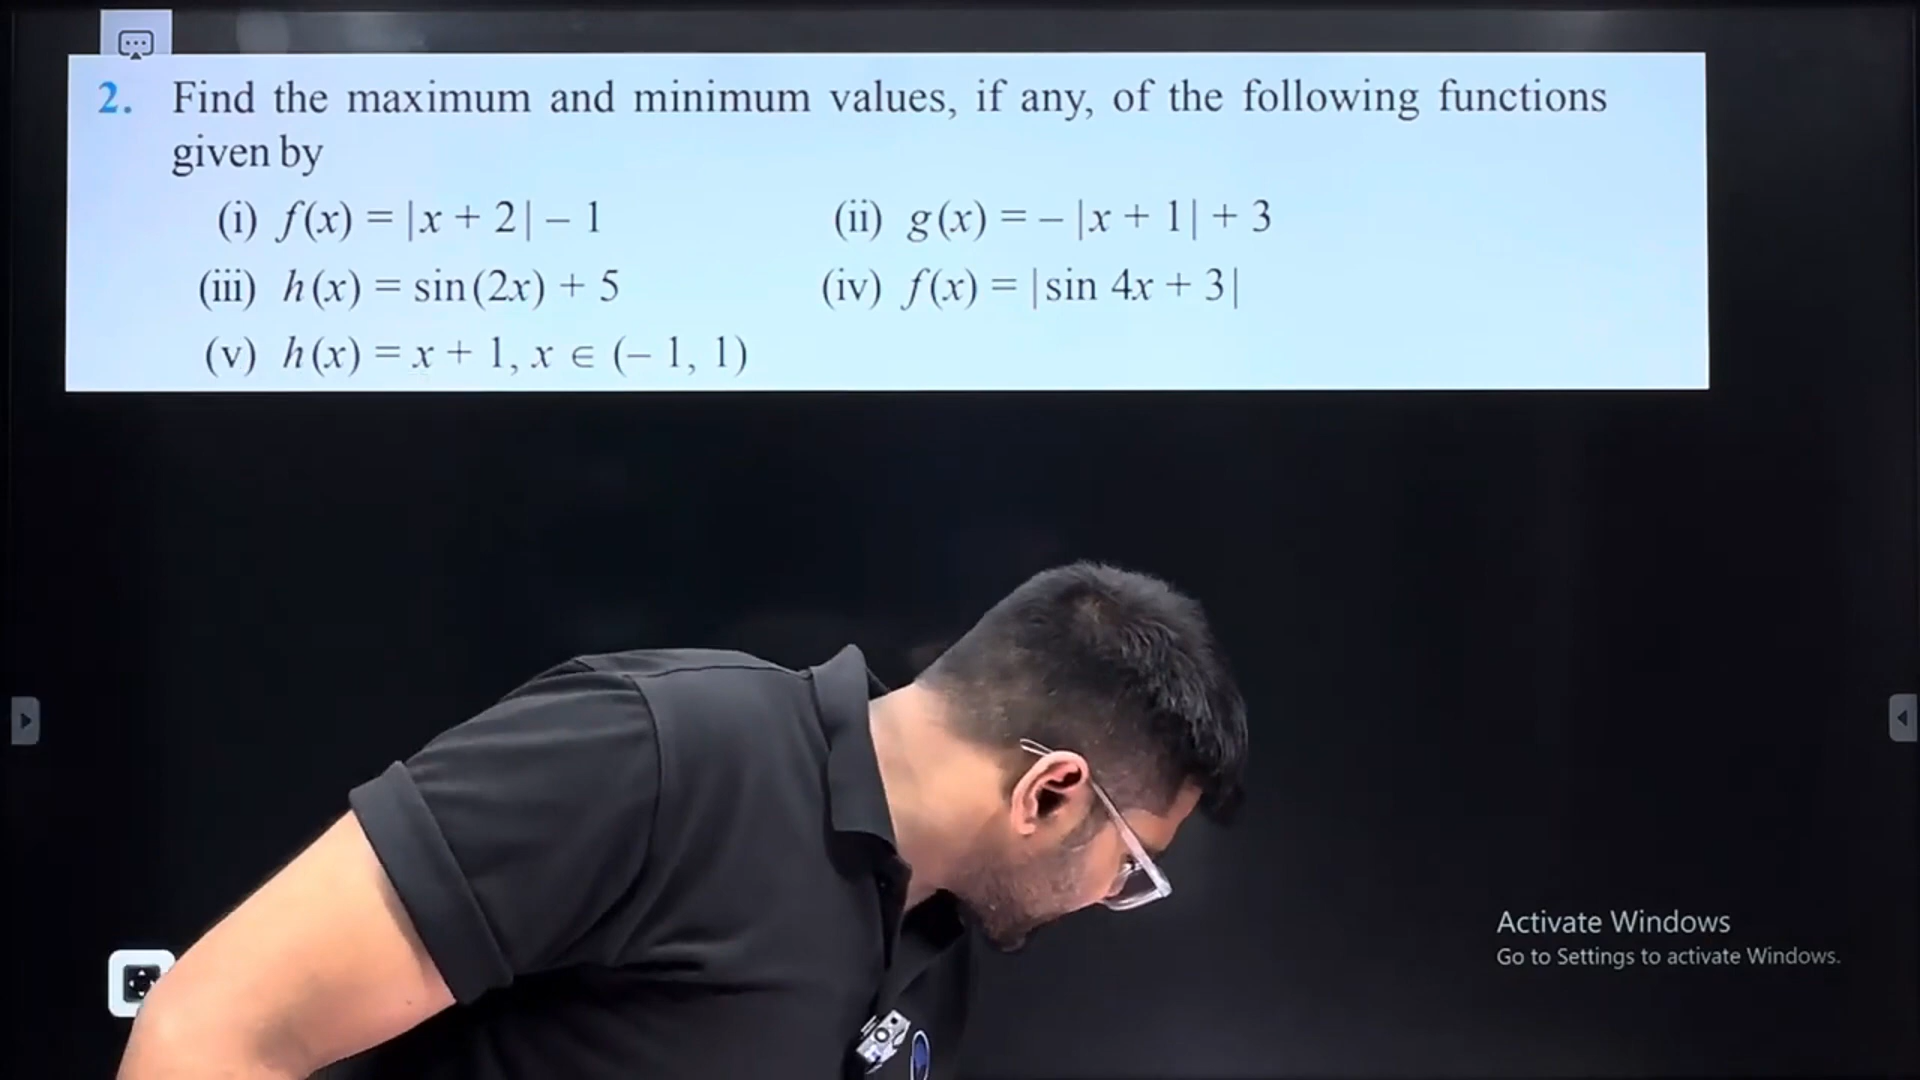 2. Find the maximum and minimum values, if any, of the following functions
given by
(i) f(x) = |x + 2| – 1 (ii) g(x) = – |x + 1| + 3
(iii) h(x) = sin(2x) + 5 (iv) f(x) = |sin 4x + 3|
(v) h(x) = x + 1, x ∈ (– 1, 1)
Activate Windows
Go to Settings to activate Windows.